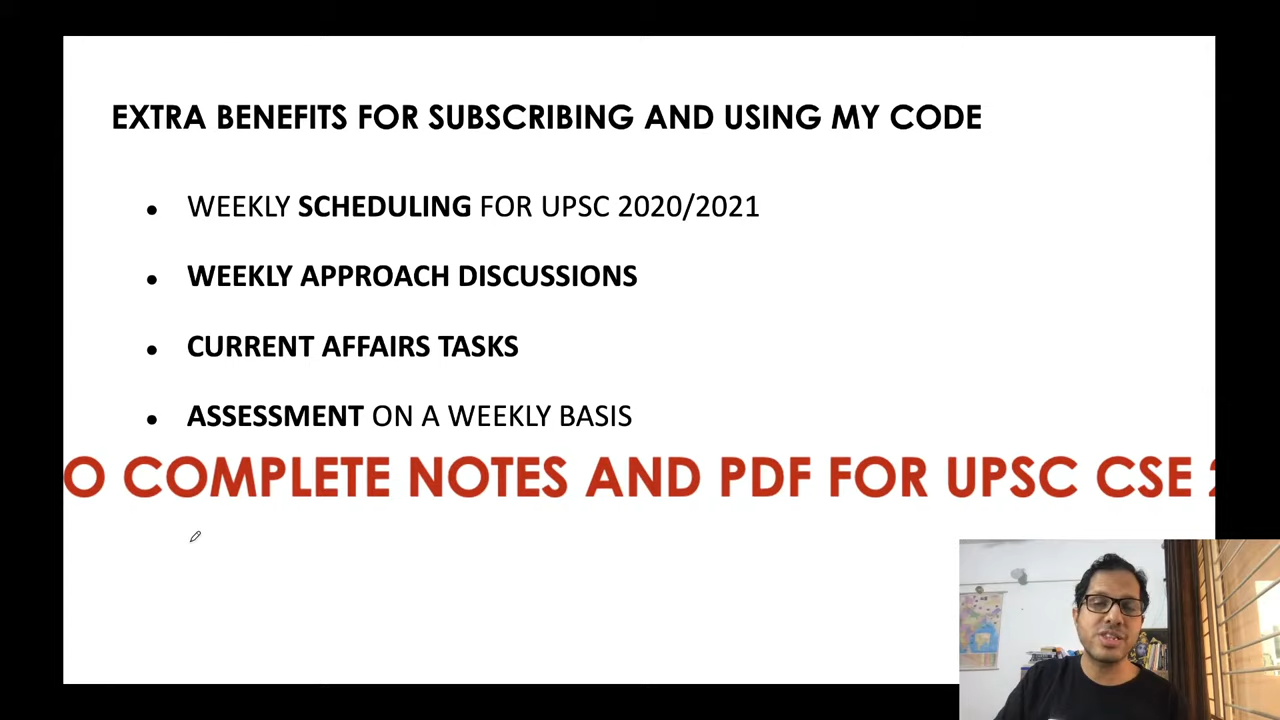 EXTRA BENEFITS FOR SUBSCRIBING AND USING MY CODE
• WEEKLY SCHEDULING FOR UPSC 2020/2021
• WEEKLY APPROACH DISCUSSIONS
• CURRENT AFFAIRS TASKS
• ASSESSMENT ON A WEEKLY BASIS
O COMPLETE NOTES AND PDF FOR UPSC CSE